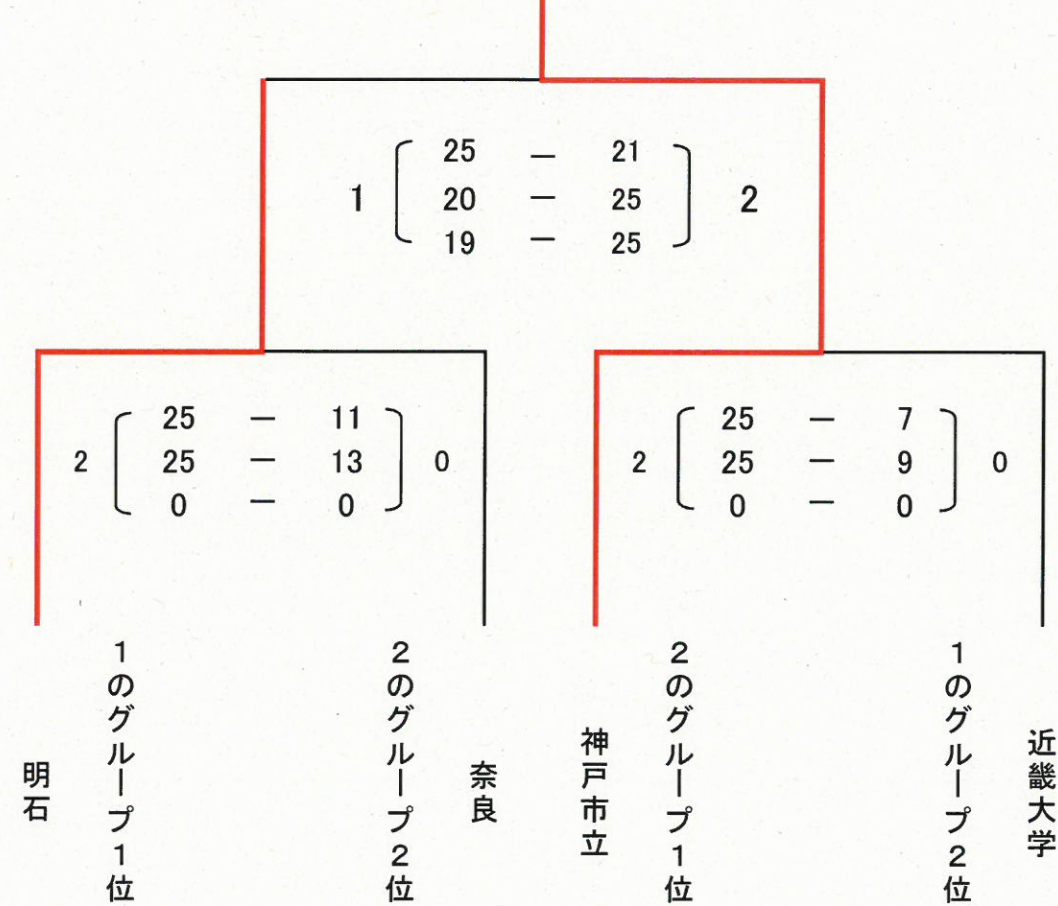 25 － 21
1 20 － 25 2
19 － 25
25 － 11
2 25 － 13 0
0 － 0
25 － 7
2 25 － 9 0
0 － 0
明石
1のグループ1位
2のグループ2位
奈良
神戸市立
2のグループ1位
1のグループ2位
近畿大学